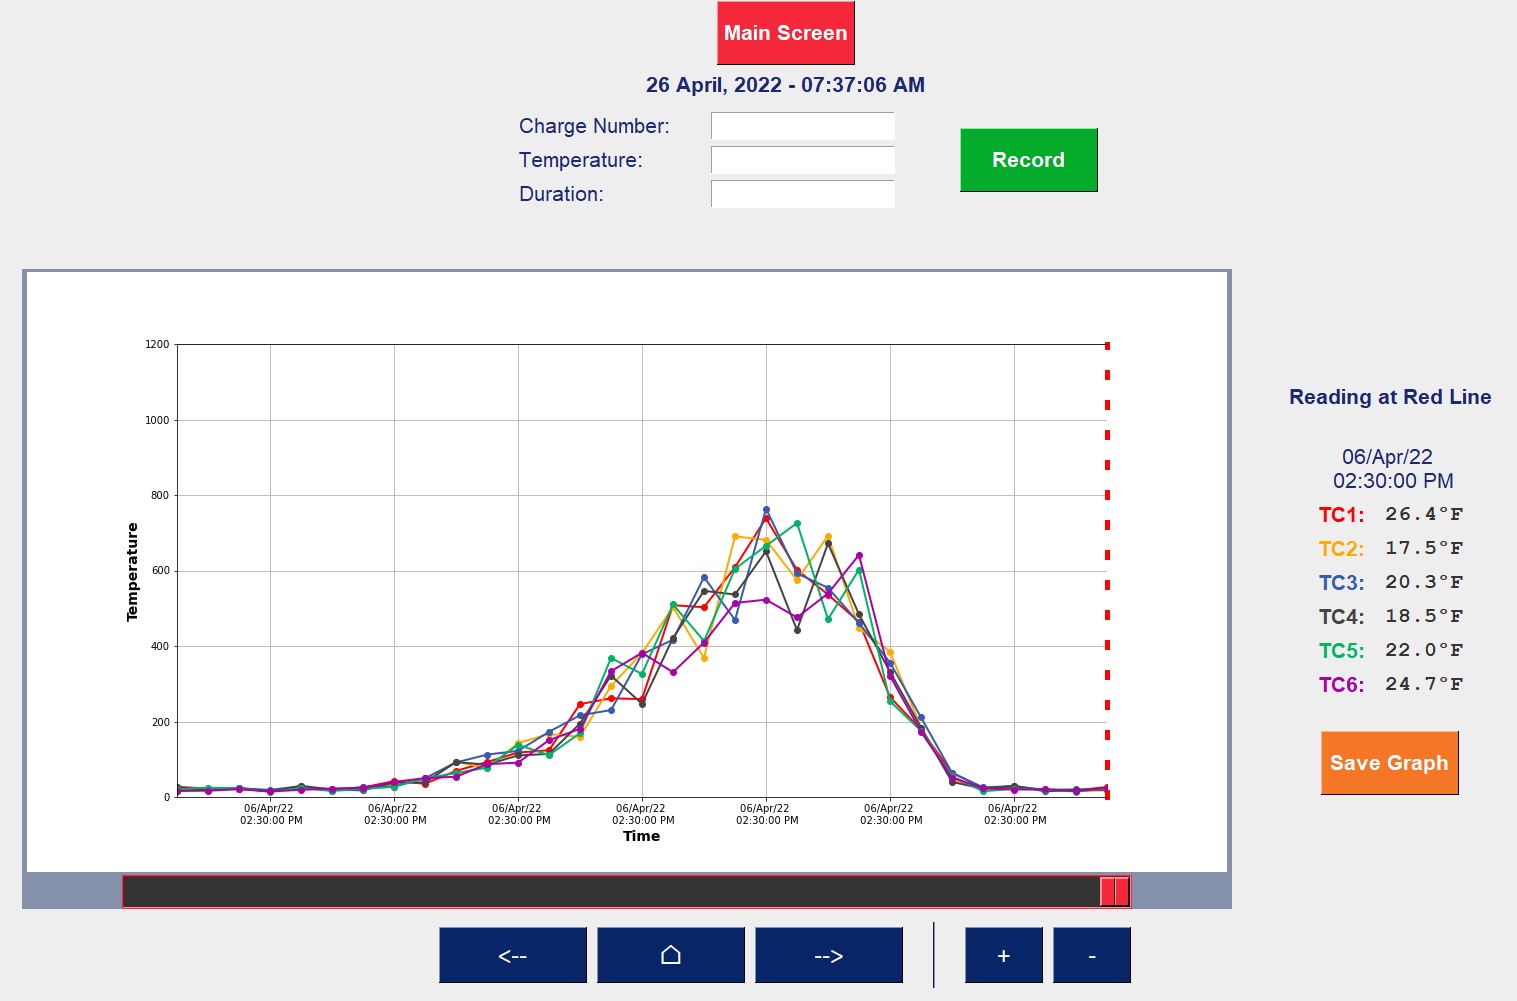 Main Screen
26 April, 2022 - 07:37:06 AM
Charge Number:
Temperature:
Record
Duration:
1200
1000
800
600
400
200
0
Temperature
06/Apr/22 06/Apr/22 06/Apr/22 06/Apr/22 06/Apr/22 06/Apr/22 06/Apr/22
02:30:00 PM 02:30:00 PM 02:30:00 PM 02:30:00 PM 02:30:00 PM 02:30:00 PM 02:30:00 PM
Time
Reading at Red Line
06/Apr/22
02:30:00 PM
TC1: 26.4°F
TC2: 17.5°F
TC3: 20.3°F
TC4: 18.5°F
TC5: 22.0°F
TC6: 24.7°F
Save Graph
<-- --> + -